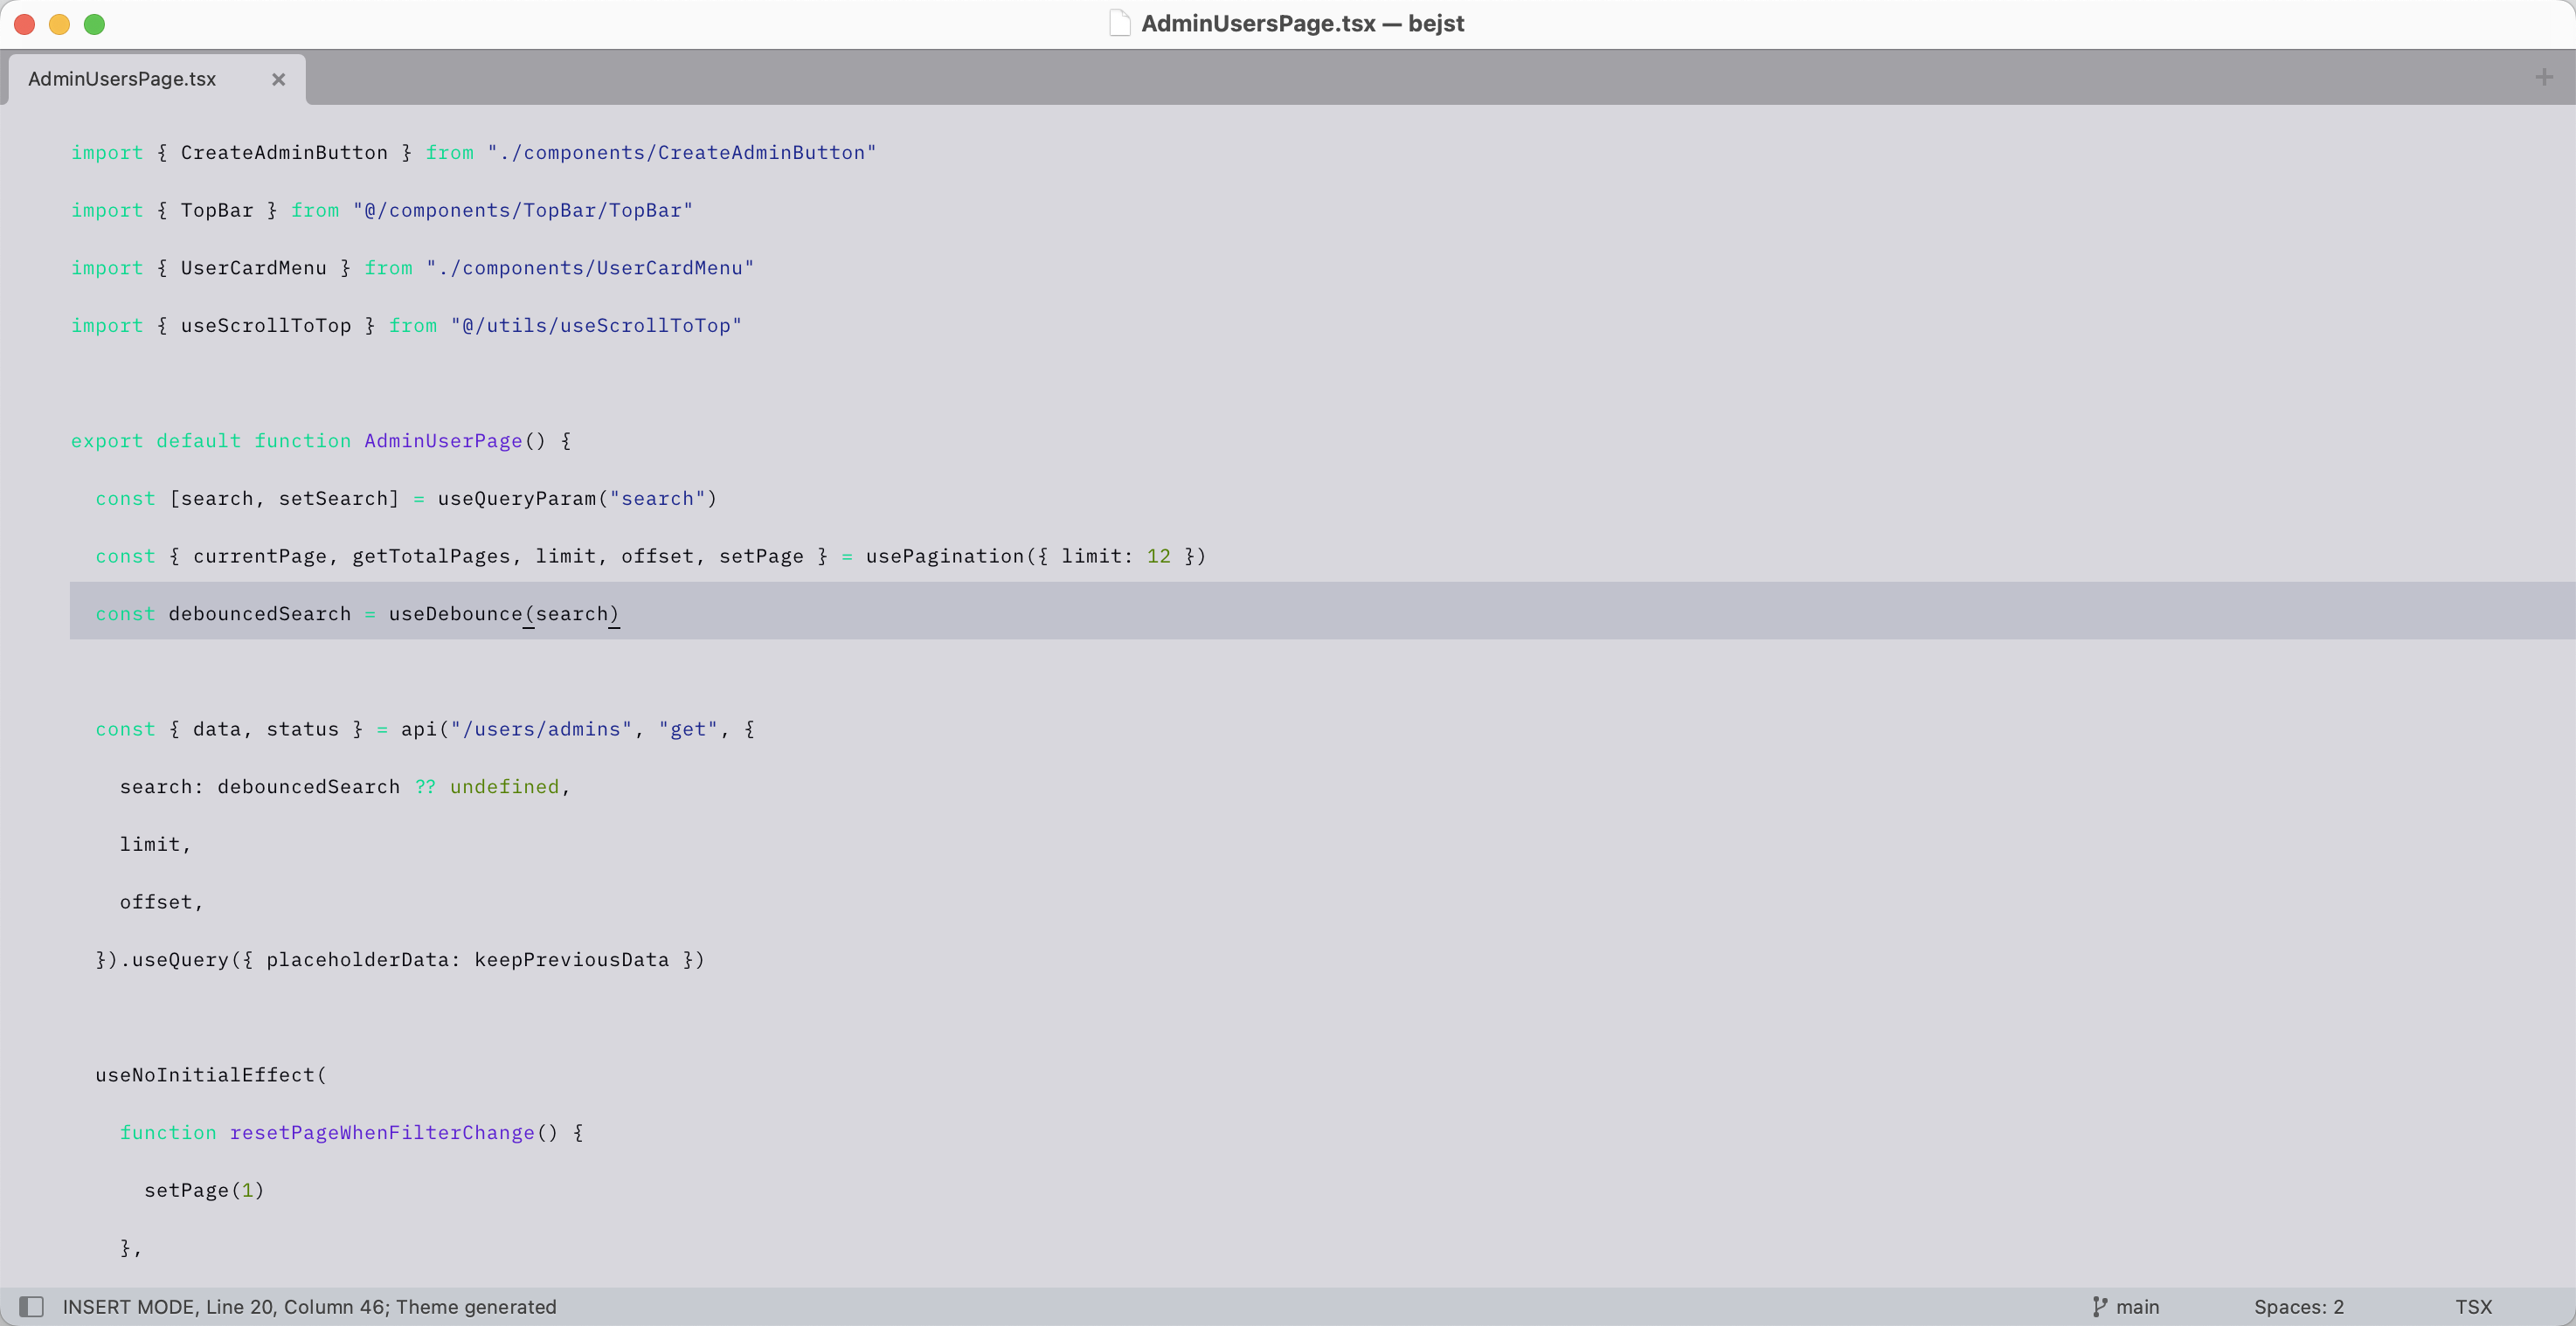 AdminUsersPage.tsx — bejst
AdminUsersPage.tsx
import { CreateAdminButton } from "./components/CreateAdminButton"
import { TopBar } from "@/components/TopBar/TopBar"
import { UserCardMenu } from "./components/UserCardMenu"
import { useScrollToTop } from "@/utils/useScrollToTop"
export default function AdminUserPage() {
const [search, setSearch] = useQueryParam("search")
const { currentPage, getTotalPages, limit, offset, setPage } = usePagination({ limit: 12 })
const debouncedSearch = useDebounce(search)
const { data, status } = api("/users/admins", "get", {
search: debouncedSearch ?? undefined,
limit,
offset,
}).useQuery({ placeholderData: keepPreviousData })
useNoInitialEffect(
function resetPageWhenFilterChange() {
setPage(1)
},
INSERT MODE, Line 20, Column 46; Theme generated
main
Spaces: 2
TSX